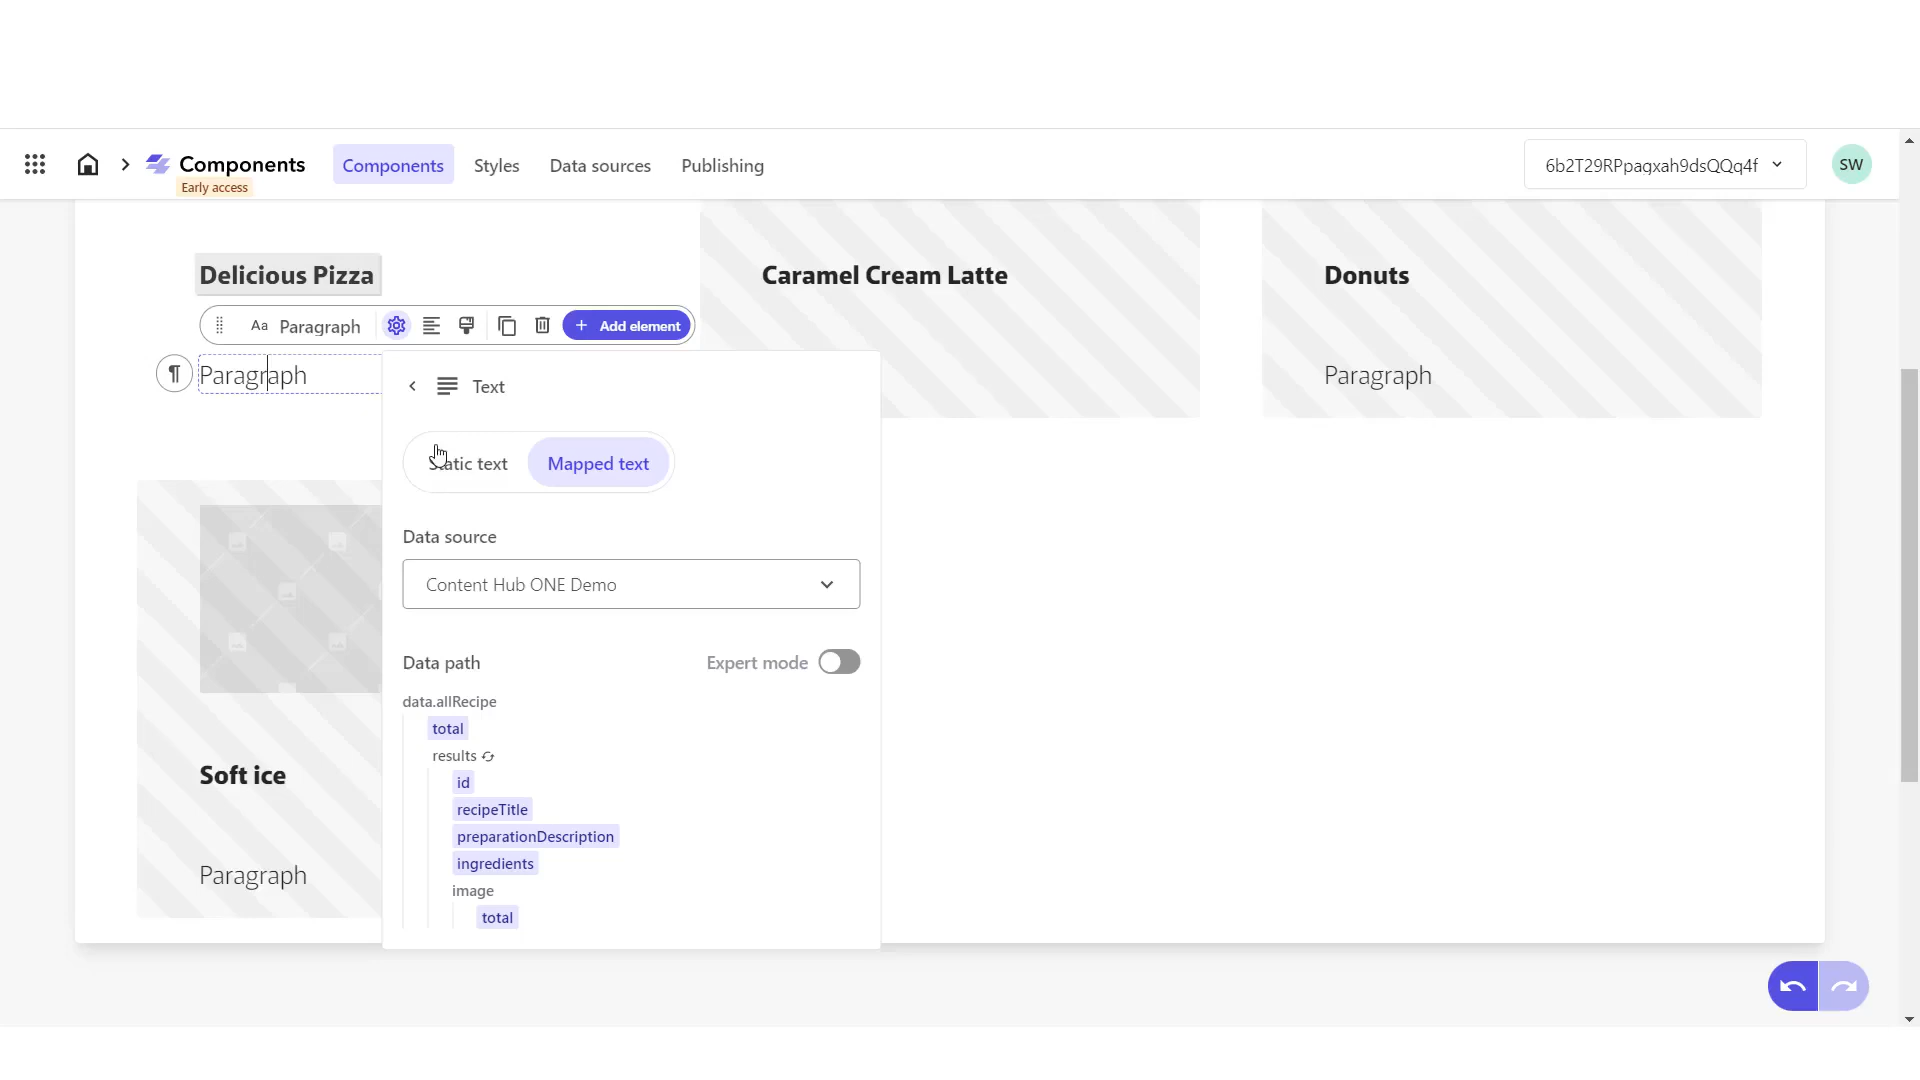 Components
Early access
Components
Styles
Data sources
Publishing
6b2T29RPpagxah9dsQQq4f
SW
Delicious Pizza
Caramel Cream Latte
Donuts
Aa Paragraph
+ Add element
¶ Paragraph
Paragraph
Text
Static text
Mapped text
Data source
Content Hub ONE Demo
Data path
Expert mode
data.allRecipe
total
results
id
recipeTitle
preparationDescription
ingredients
image
total
Soft ice
Paragraph